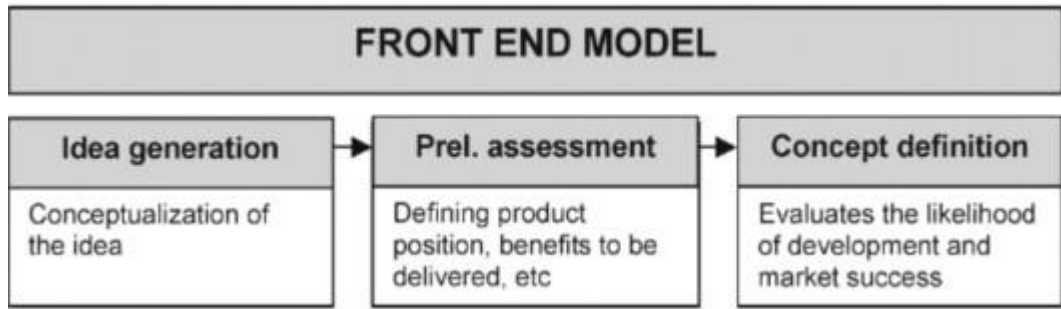 FRONT END MODEL
Idea generation
Conceptualization of
the idea
Prel. assessment
Defining product
position, benefits to be
delivered, etc
Concept definition
Evaluates the likelihood
of development and
market success